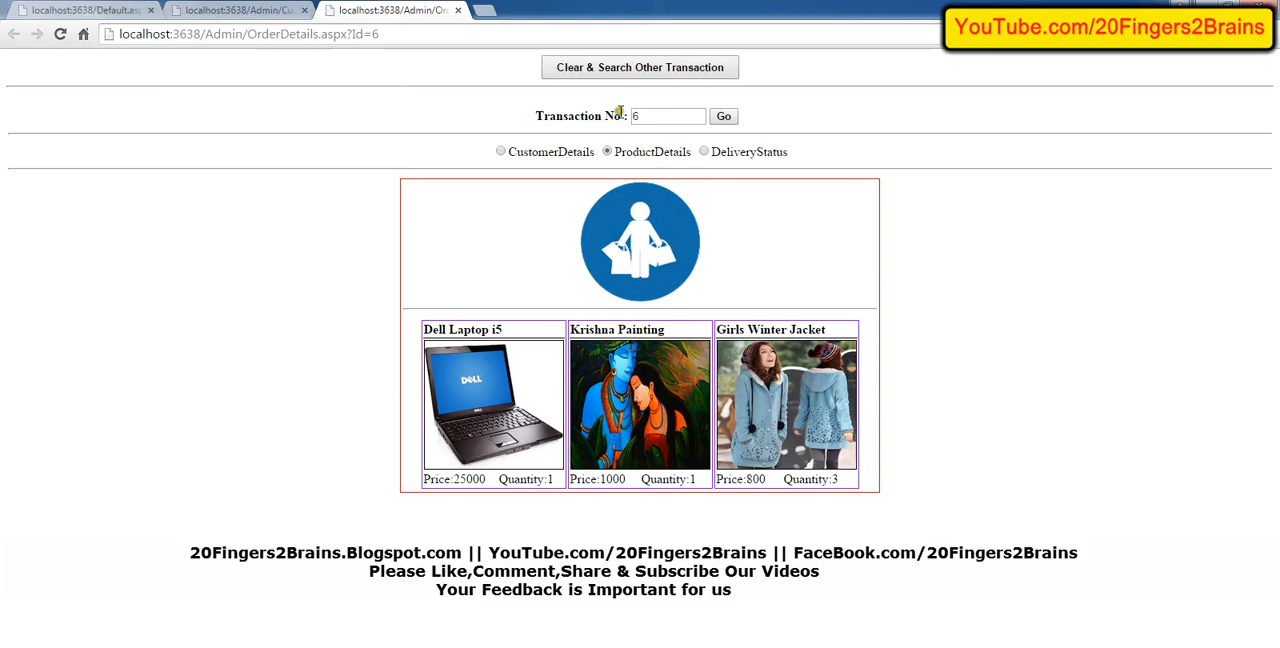 localhost:3638/Default.asp
localhost:3638/Admin/Cu
localhost:3638/Admin/Or
localhost:3638/Admin/OrderDetails.aspx?Id=6
YouTube.com/20Fingers2Brains
Clear & Search Other Transaction
Transaction No.: 6 Go
CustomerDetails ProductDetails DeliveryStatus
Dell Laptop i5
Krishna Painting
Girls Winter Jacket
DELL
Price:25000 Quantity:1
Price:1000 Quantity:1
Price:800 Quantity:3
20Fingers2Brains.Blogspot.com || YouTube.com/20Fingers2Brains || FaceBook.com/20Fingers2Brains
Please Like,Comment,Share & Subscribe Our Videos
Your Feedback is Important for us